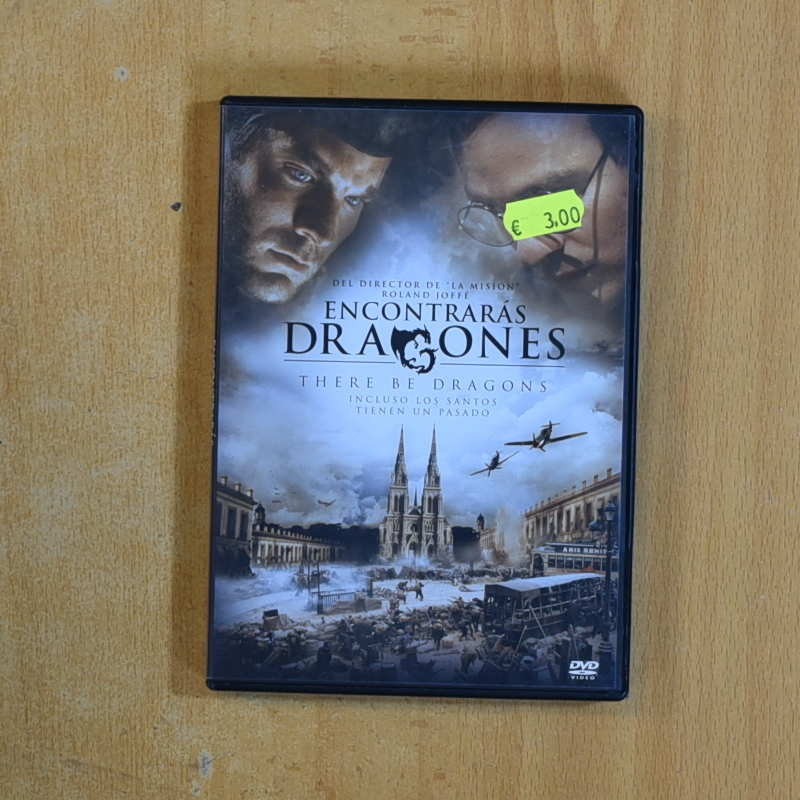 € 3,00
DEL DIRECTOR DE "LA MISIÓN"
ROLAND JOFFÉ
ENCONTRARÁS
DRAGONES
THERE BE DRAGONS
INCLUSO LOS SANTOS
TIENEN UN PASADO
ANIS BENIT
DVD
VIDEO